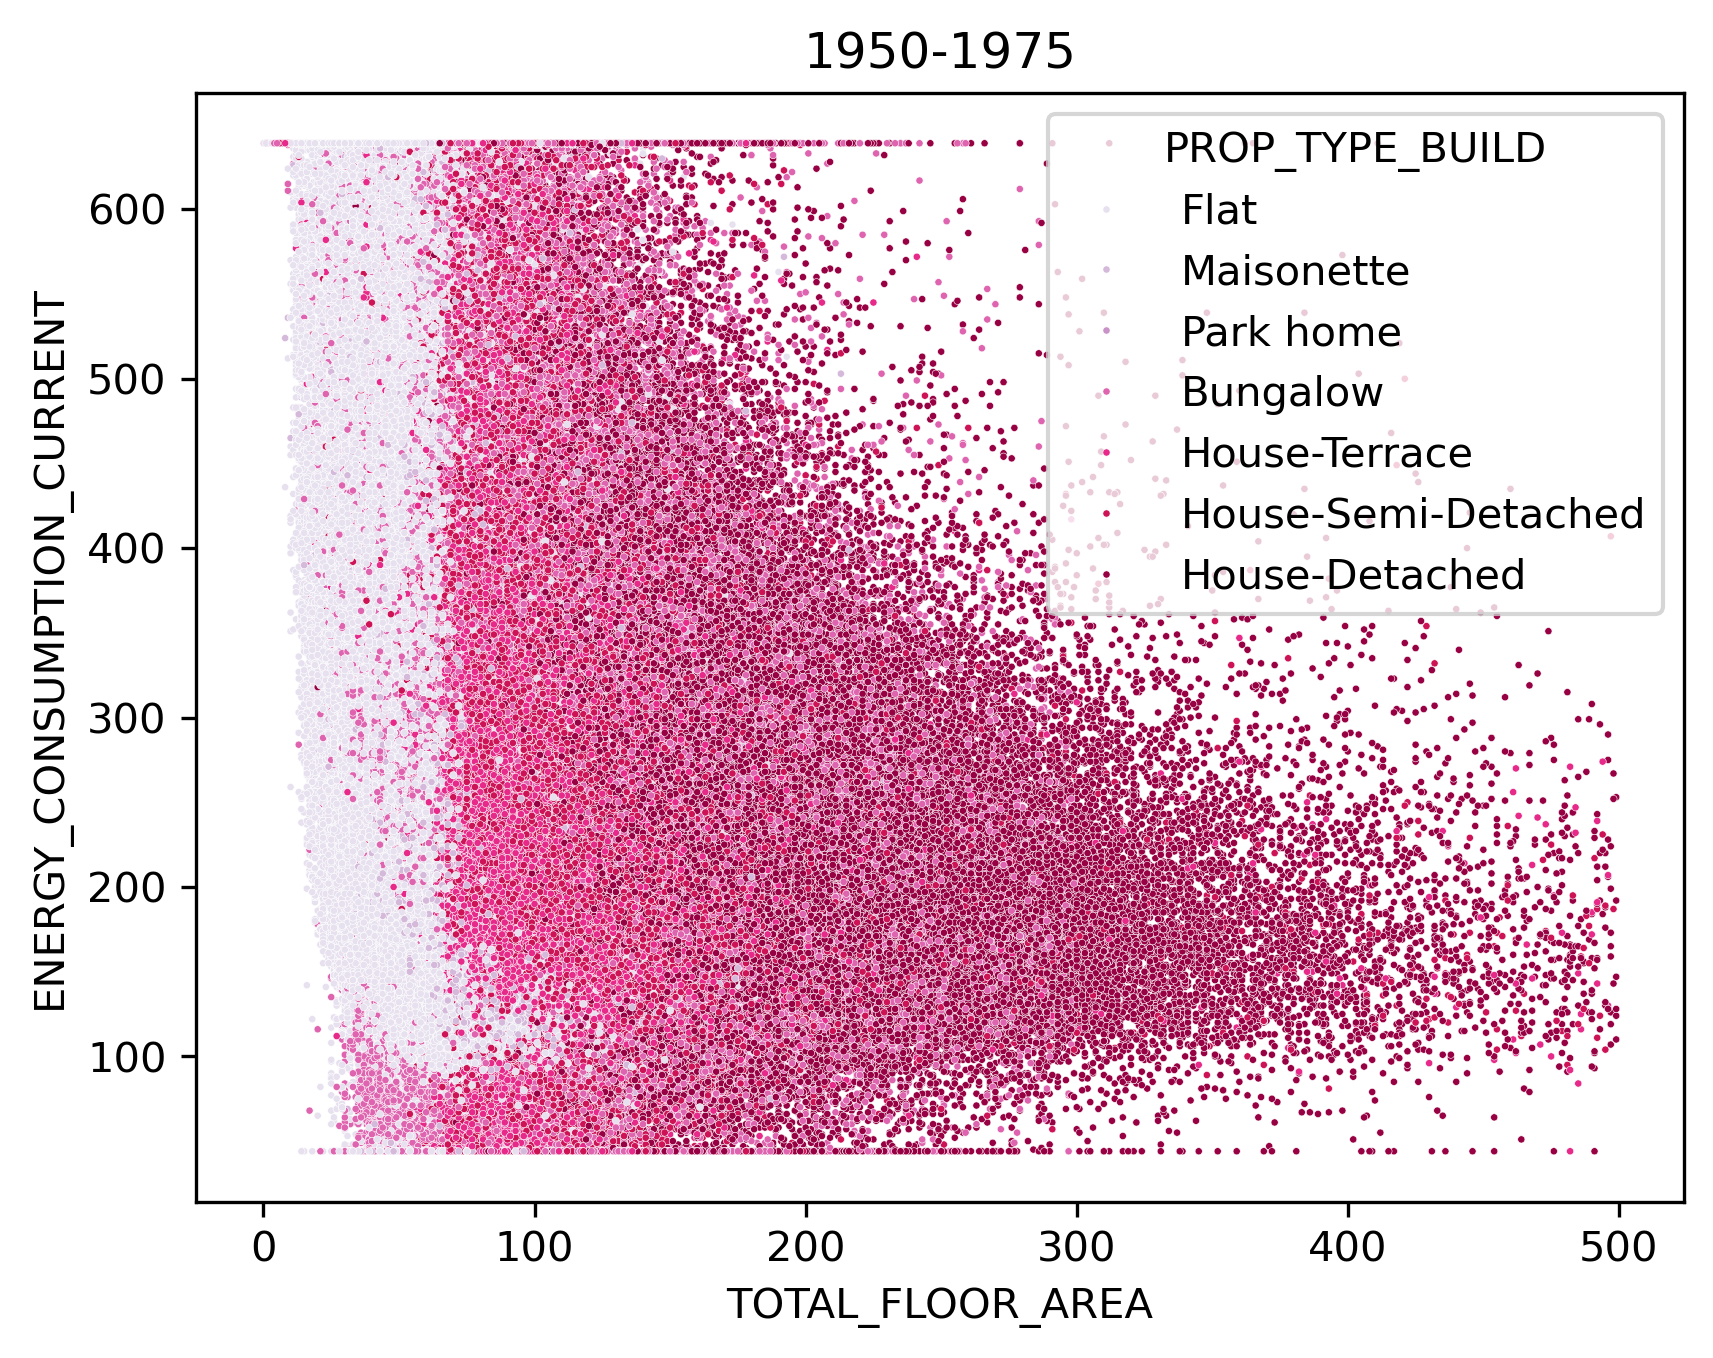 1950-1975
ENERGY_CONSUMPTION_CURRENT
600
500
400
300
200
100
PROP_TYPE_BUILD
Flat
Maisonette
Park home
Bungalow
House-Terrace
House-Semi-Detached
House-Detached
0 100 200 300 400 500
TOTAL_FLOOR_AREA